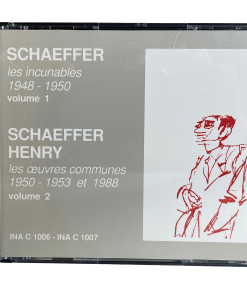 SCHAEFFER
les incunables
1948 - 1950
volume 1
SCHAEFFER
HENRY
les œuvres communes
1950 - 1953 et 1988
volume 2
INA C 1006 - INA C 1007